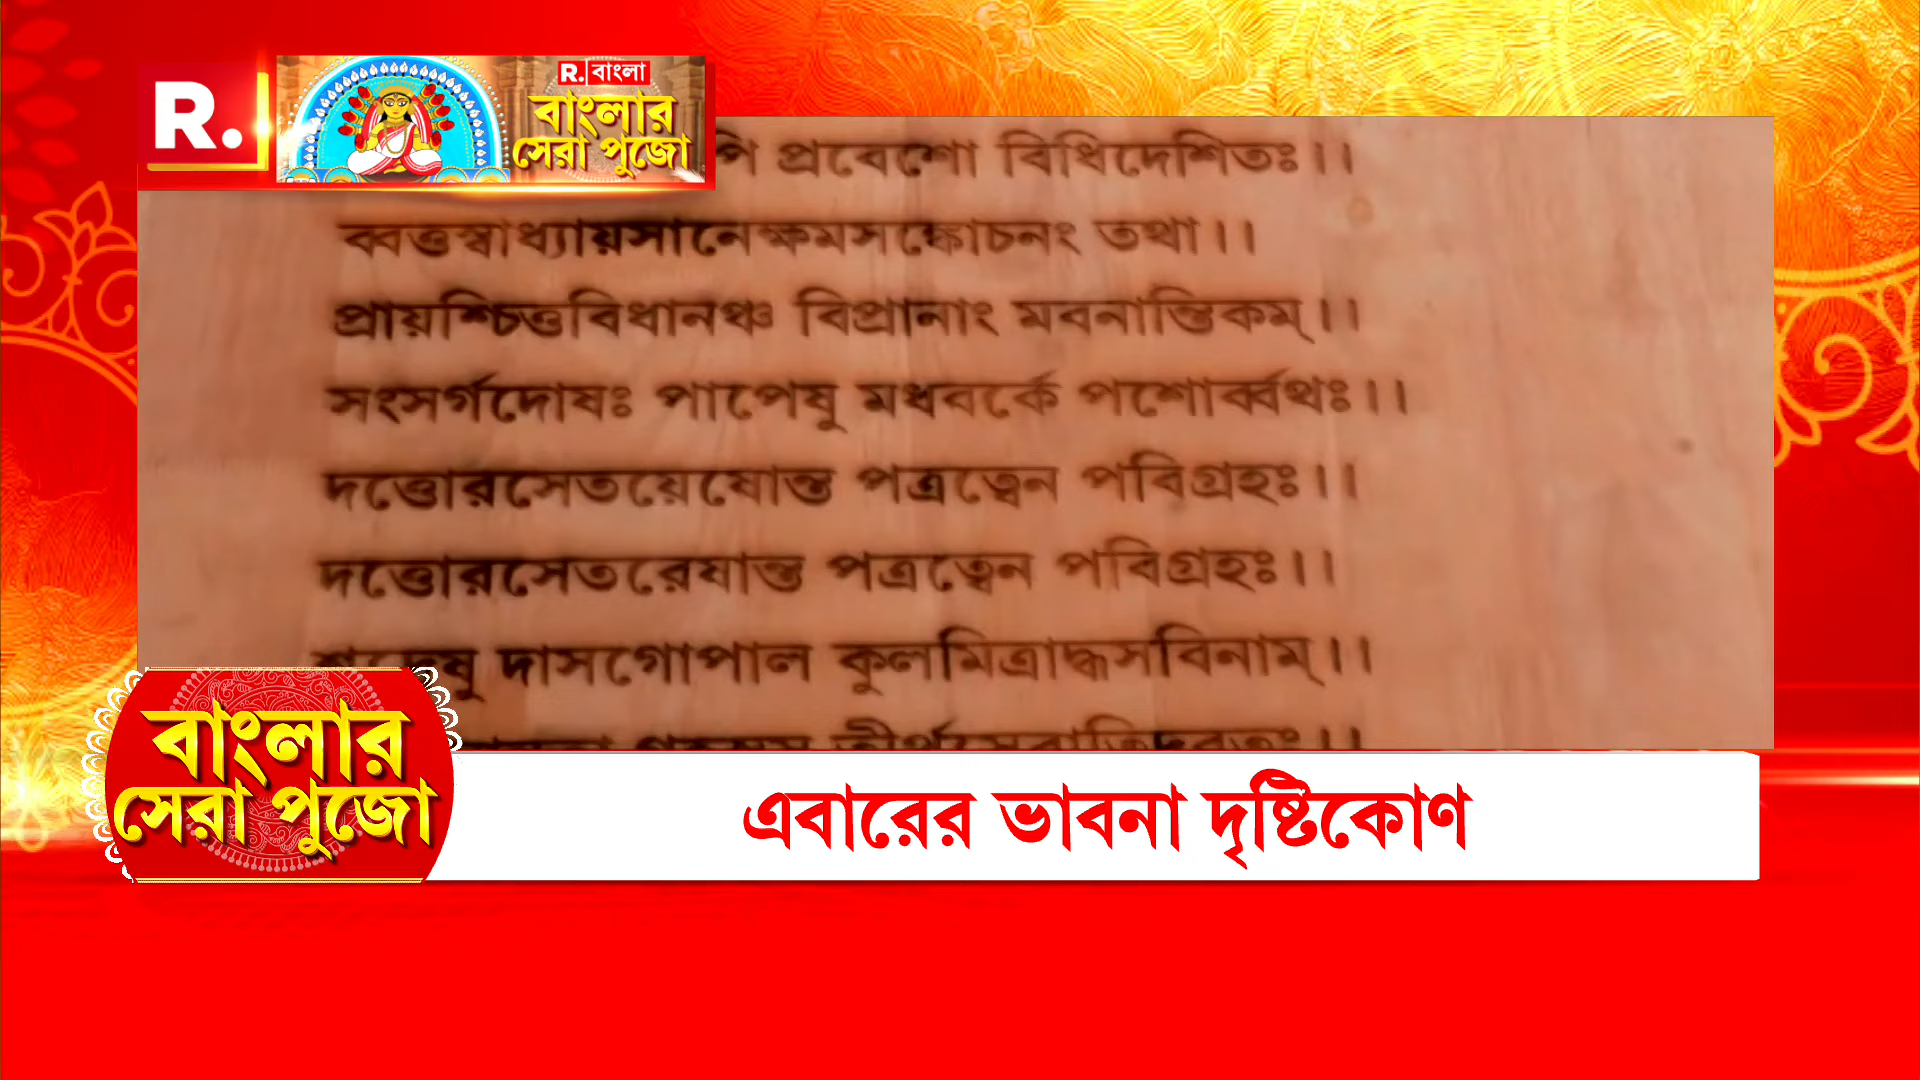 R.
R. বাংলা
বাংলার
সেরা পুজো
পি প্রবেশো বিধিদেশিতঃ।।
ব্বত্তস্বাধ্যায়সানেক্ষমসঙ্কোচনং তথা।।
প্রায়শ্চিত্তবিধানঞ্চ বিপ্রানাং মবনান্তিকম্।।
সংসর্গদোষঃ পাপেষু মধবর্কে পশোর্ব্বথঃ।।
দত্তোরসেতয়েষোন্ত পত্রত্বেন পবিগ্রহঃ।।
দত্তোরসেতরেষান্ত পত্রত্বেন পবিগ্রহঃ।।
দাসগোপাল কুলমিত্রাদ্ধসবিনাম্।।
বাংলার
সেরা পুজো
এবারের ভাবনা দৃষ্টিকোণ